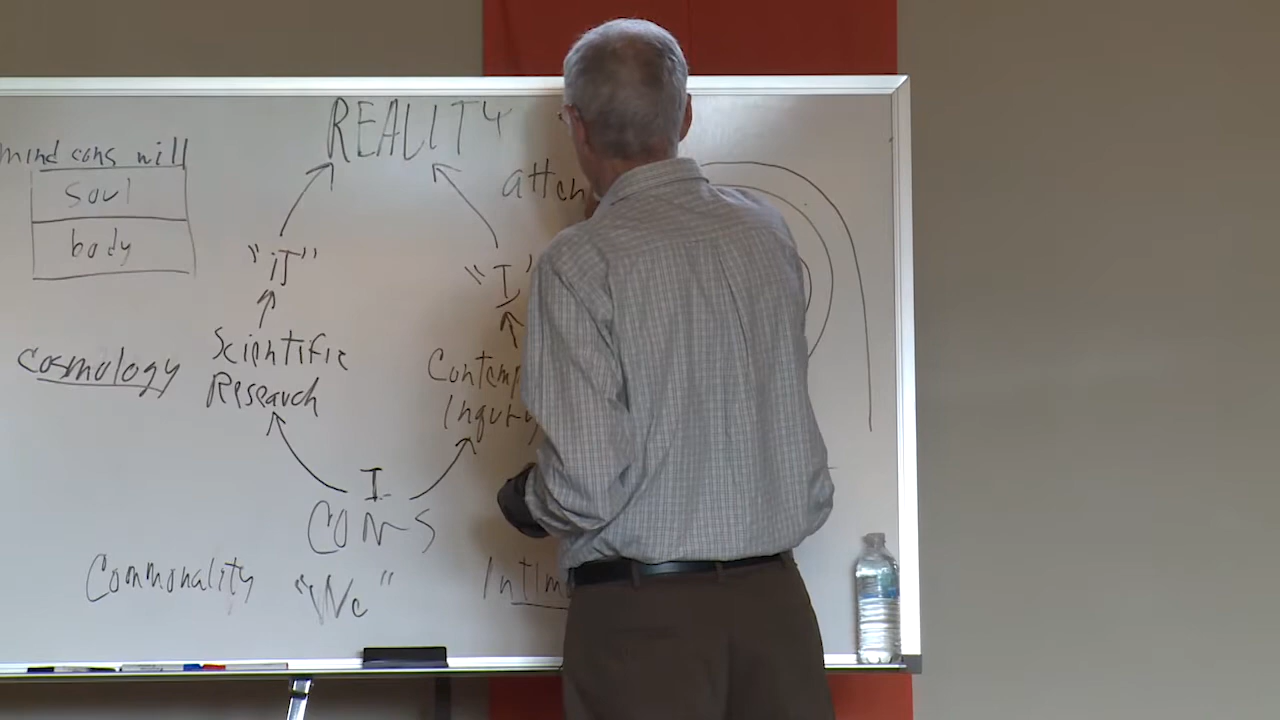 REALITY
mind cons will
soul
body
atten
"it"
"I"
Scientific
Research
Cosmology
Contemp
Inquiry
I
CONS
Commonality
"We"
Intim